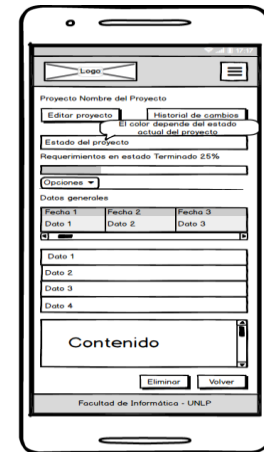 Logo
Proyecto Nombre del Proyecto
Editar proyecto
Historial de cambios
El color depende del estado
actual del proyecto
Estado del proyecto
Requerimientos en estado Terminado 25%
Opciones
Datos generales
Fecha 1 Fecha 2 Fecha 3
Dato 1 Dato 2 Dato 3
Dato 1
Dato 2
Dato 3
Dato 4
Contenido
Eliminar Volver
Facultad de Informática - UNLP